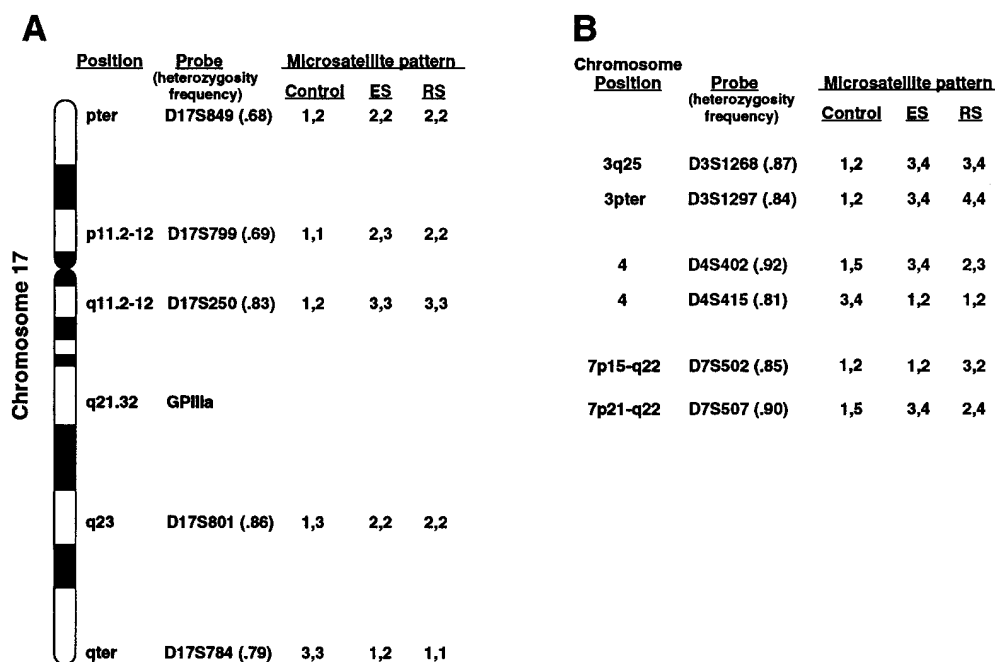 A
Position Probe Microsatellite pattern
(heterozygosity
frequency)
Control ES RS
pter D17S849 (.68) 1,2 2,2 2,2
p11.2-12 D17S799 (.69) 1,1 2,3 2,2
q11.2-12 D17S250 (.83) 1,2 3,3 3,3
q21.32 GPIIIa
q23 D17S801 (.86) 1,3 2,2 2,2
qter D17S784 (.79) 3,3 1,2 1,1
Chromosome 17
B
Chromosome
Position Probe Microsatellite pattern
(heterozygosity
frequency)
Control ES RS
3q25 D3S1268 (.87) 1,2 3,4 3,4
3pter D3S1297 (.84) 1,2 3,4 4,4
4 D4S402 (.92) 1,5 3,4 2,3
4 D4S415 (.81) 3,4 1,2 1,2
7p15-q22 D7S502 (.85) 1,2 1,2 3,2
7p21-q22 D7S507 (.90) 1,5 3,4 2,4